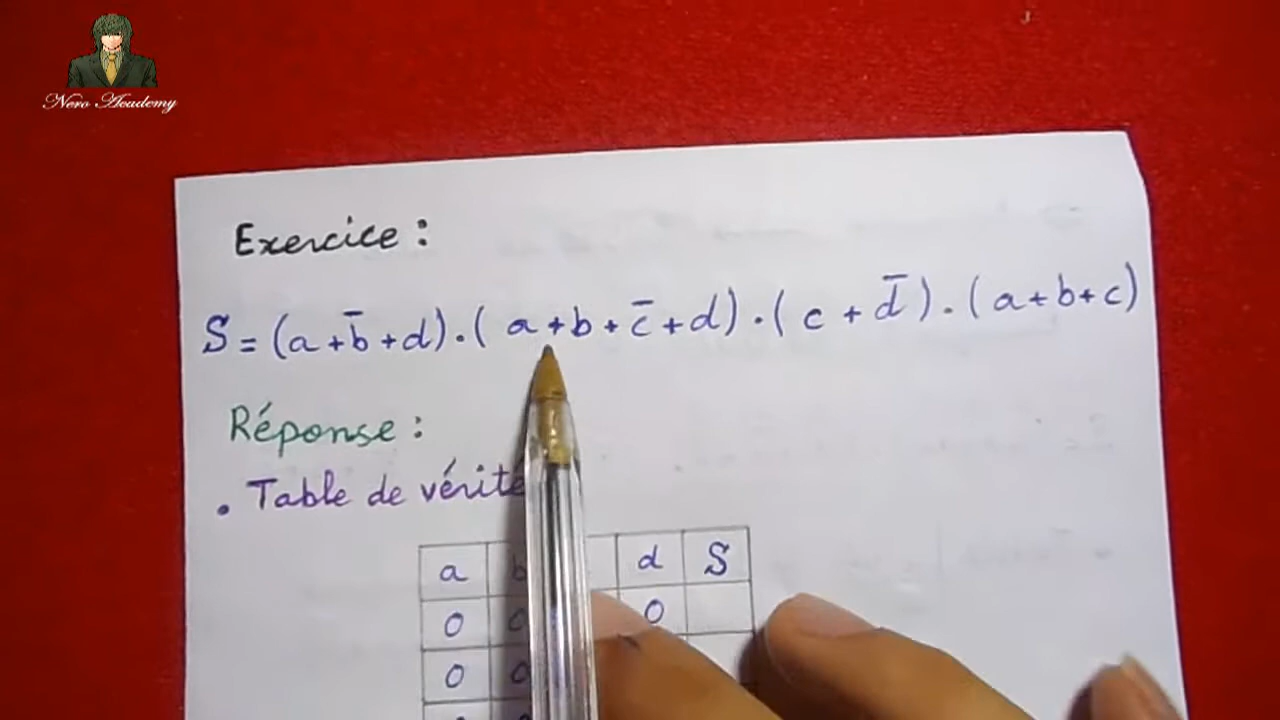 Nero Academy
Exercice :
S = (a + b̄ + d) . ( a + b + c̄ + d) . ( c + d̄ ) . ( a + b + c)
Réponse :
. Table de vérité
a d S
0 0
0